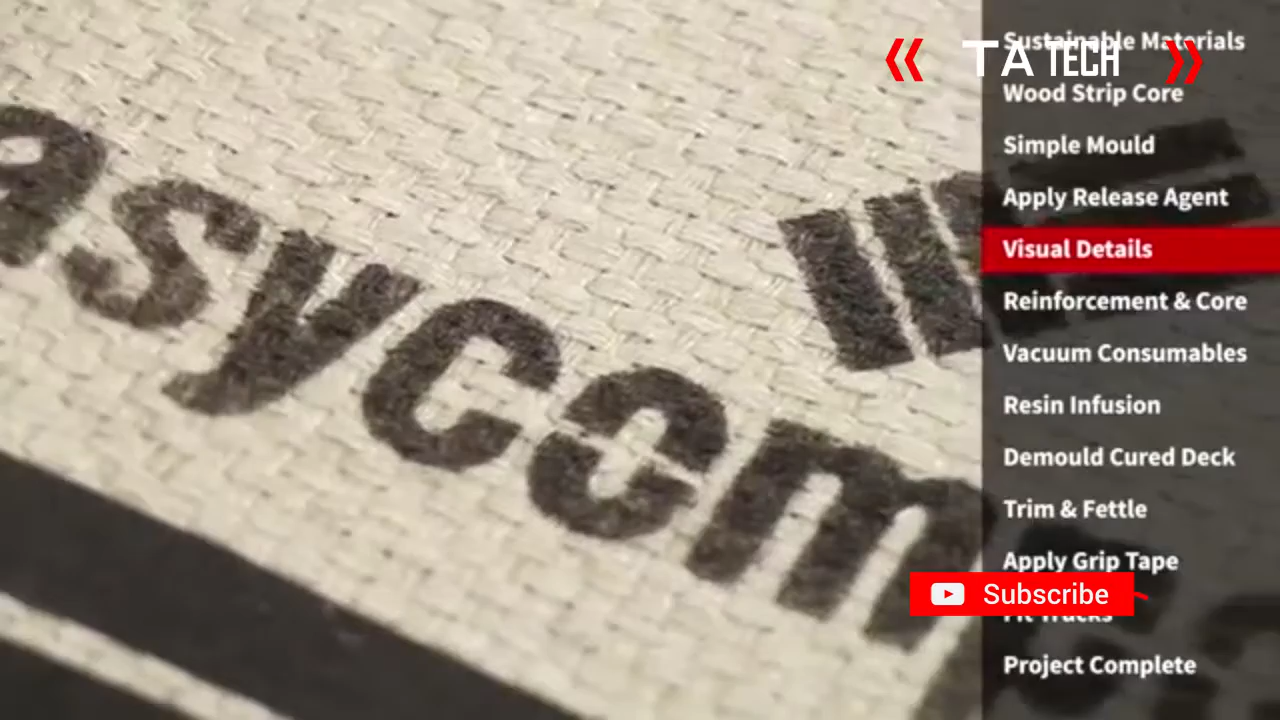 asycom
TA TECH
Sustainable Materials
Wood Strip Core
Simple Mould
Apply Release Agent
Visual Details
Reinforcement & Core
Vacuum Consumables
Resin Infusion
Demould Cured Deck
Trim & Fettle
Apply Grip Tape
Subscribe
Fit Trucks
Project Complete